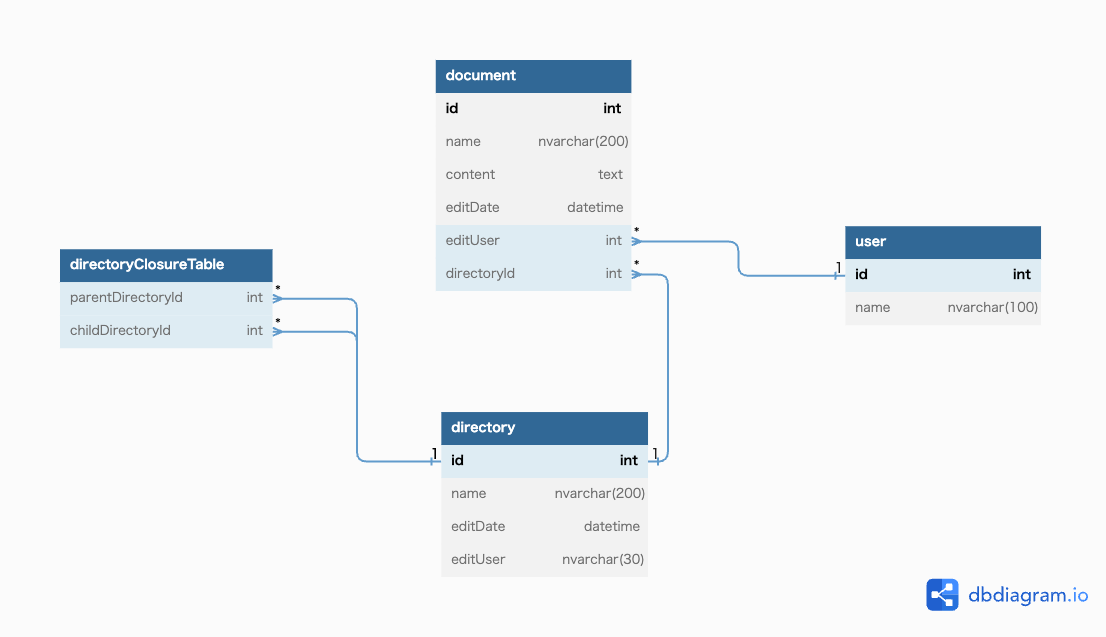 document
id int
name nvarchar(200)
content text
editDate datetime
editUser int
directoryId int
*
*
user
id int
name nvarchar(100)
1
directoryClosureTable
parentDirectoryId int
childDirectoryId int
*
*
directory
id int
name nvarchar(200)
editDate datetime
editUser nvarchar(30)
1
1
dbdiagram.io